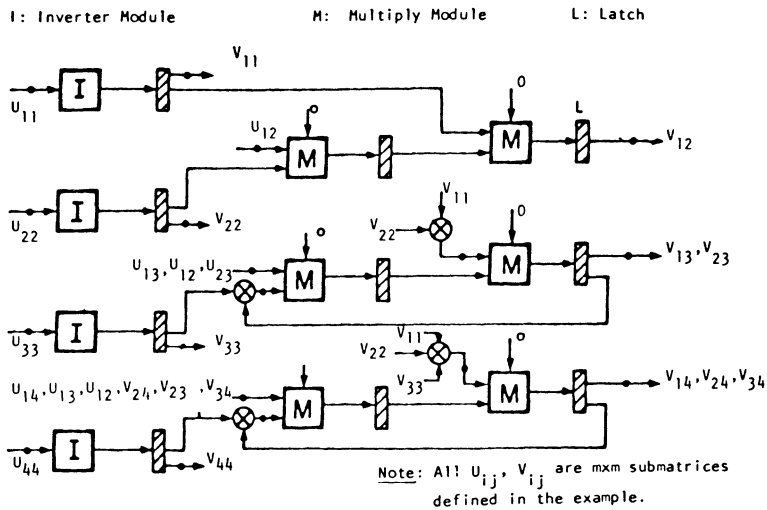 I: Inverter Module M: Multiply Module L: Latch
V11
U11 I
O
L
M
V12
U12
O
M
U22 I
V22
V11
V22
O
M
V13,V23
U13,U12,U23
O
M
U33 I
V33
V11
V22
V33
O
M
V14,V24,V34
U14,U13,U12,V24,V23 ,V34
M
U44 I
V44
Note: All Uij, Vij are mxm submatrices
defined in the example.